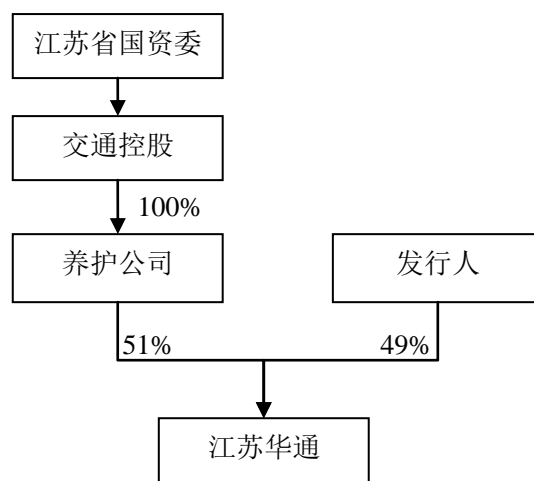 江苏省国资委
交通控股
100%
养护公司
发行人
51%
49%
江苏华通